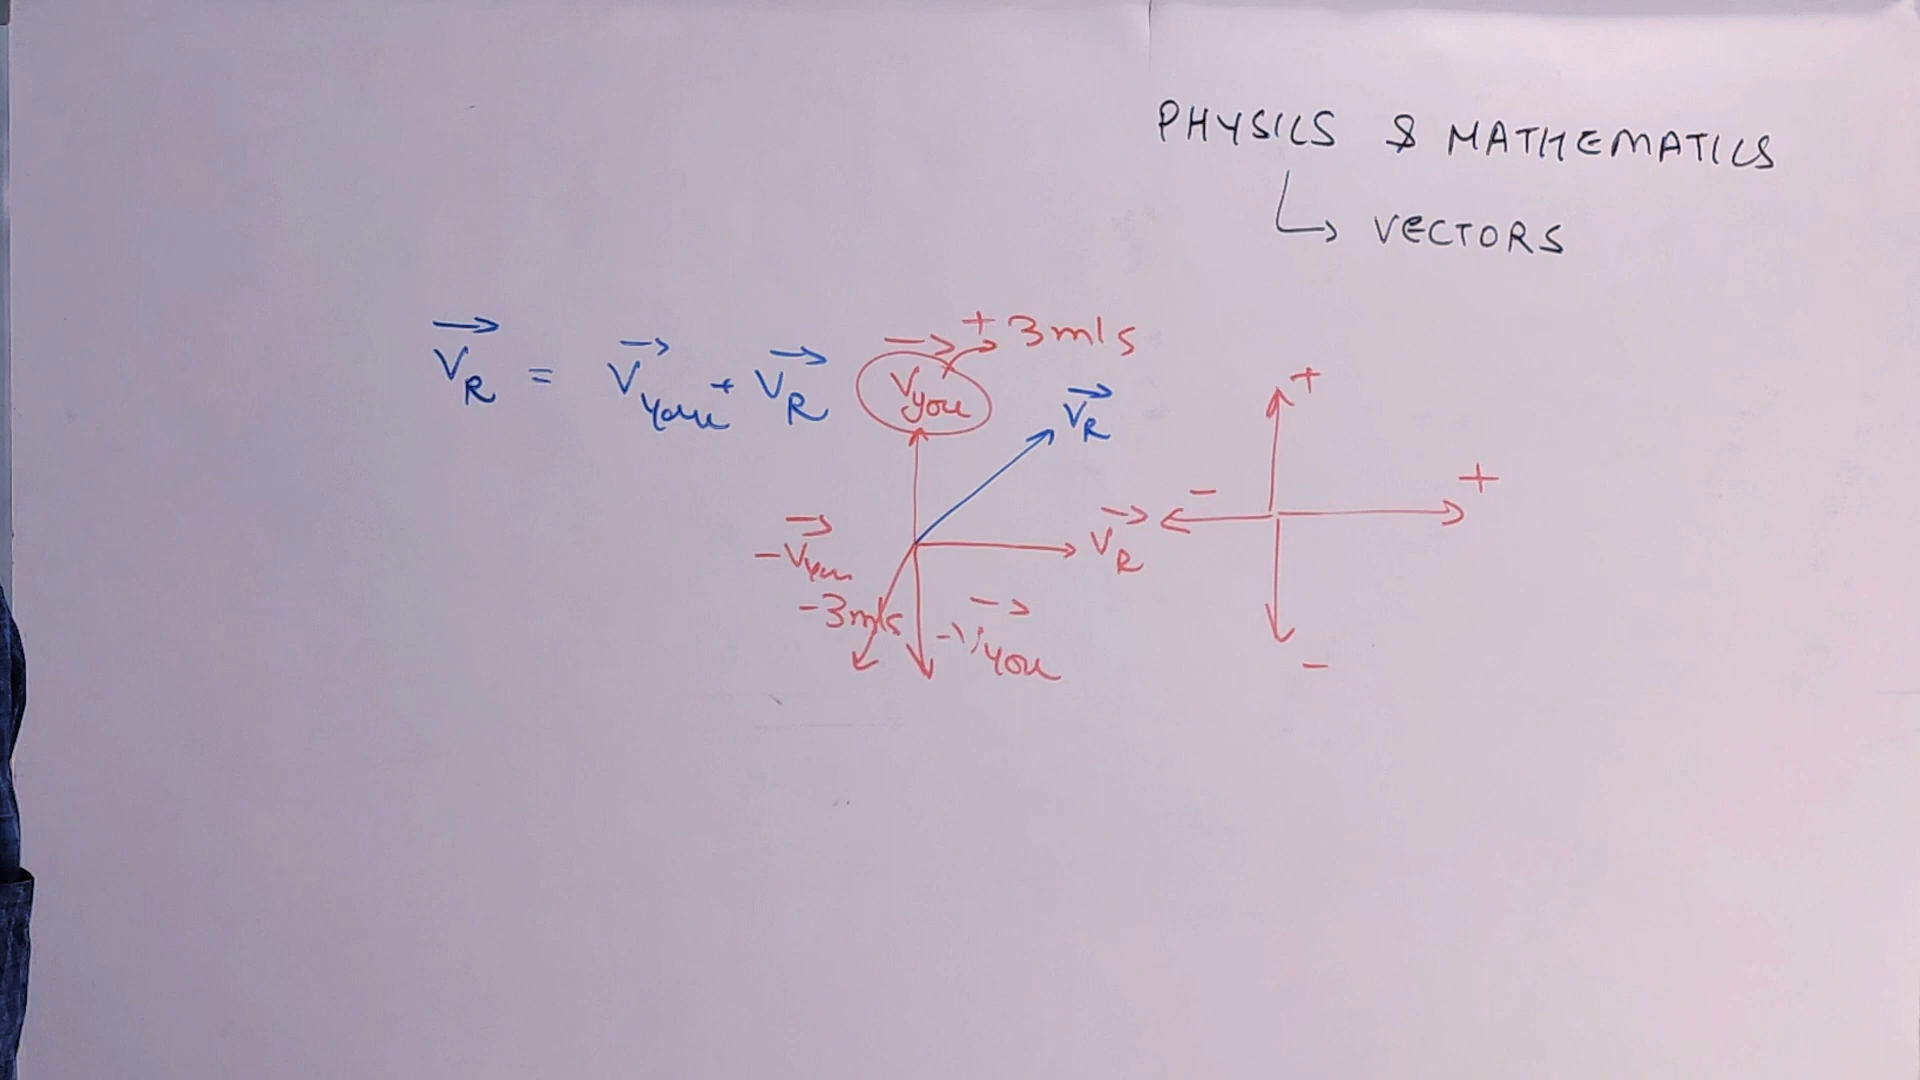 PHYSICS & MATHEMATICS
↳ VECTORS
+3m/s
V⃗R = V⃗you + V⃗R
V⃗you
V⃗R
+
+
-
V⃗R
-V⃗you
-3m/s
-V⃗you
-